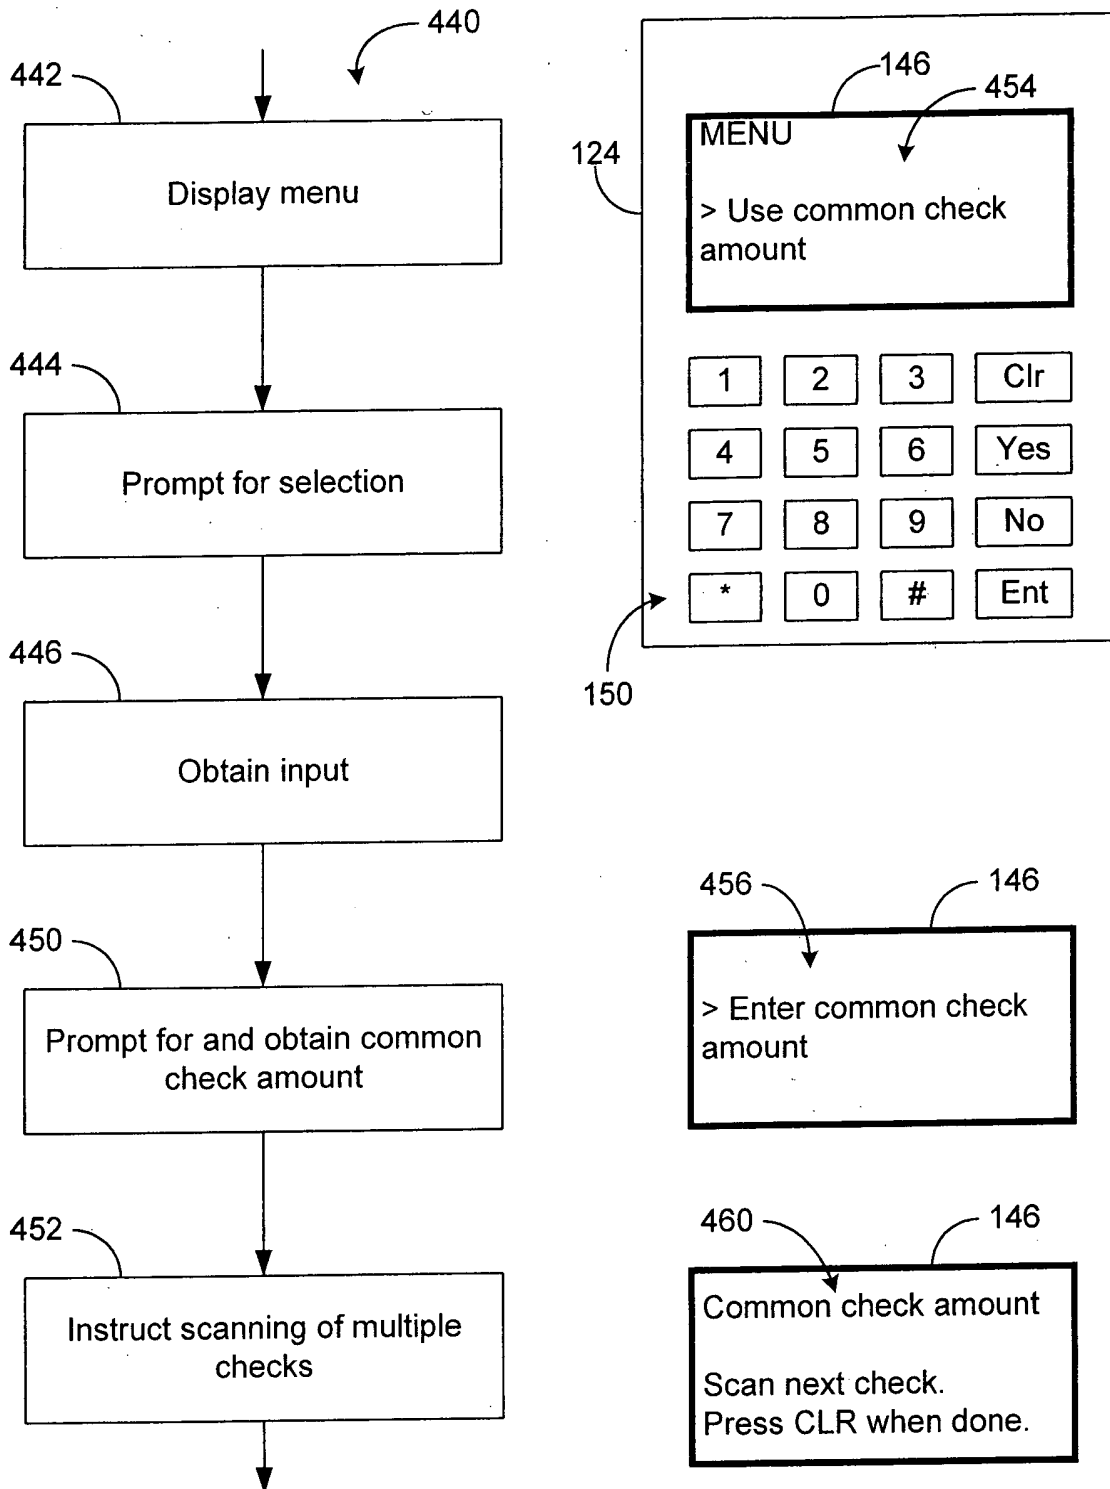 440
442
Display menu
444
Prompt for selection
446
Obtain input
450
Prompt for and obtain common
check amount
452
Instruct scanning of multiple
checks
146
454
124
MENU
> Use common check
amount
1 2 3 Clr
4 5 6 Yes
7 8 9 No
* 0 # Ent
150
456
146
> Enter common check
amount
460
146
Common check amount
Scan next check.
Press CLR when done.